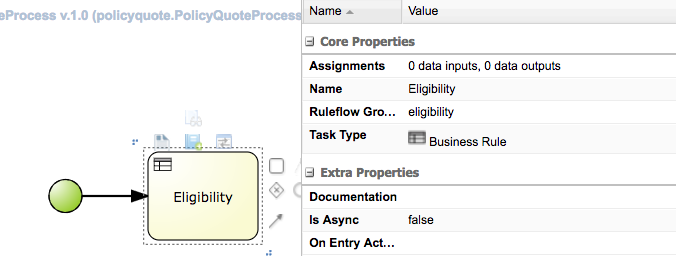 eProcess v.1.0 (policyquote.PolicyQuoteProcess
Eligibility
Name Value
Core Properties
Assignments 0 data inputs, 0 data outputs
Name Eligibility
Ruleflow Gro... eligibility
Task Type Business Rule
Extra Properties
Documentation
Is Async false
On Entry Act...